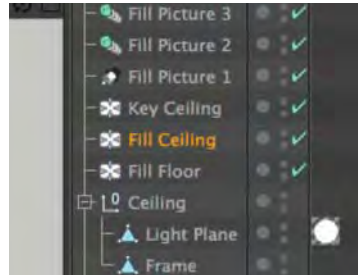 Fill Picture 3
Fill Picture 2
Fill Picture 1
Key Ceiling
Fill Ceiling
Fill Floor
Ceiling
Light Plane
Frame